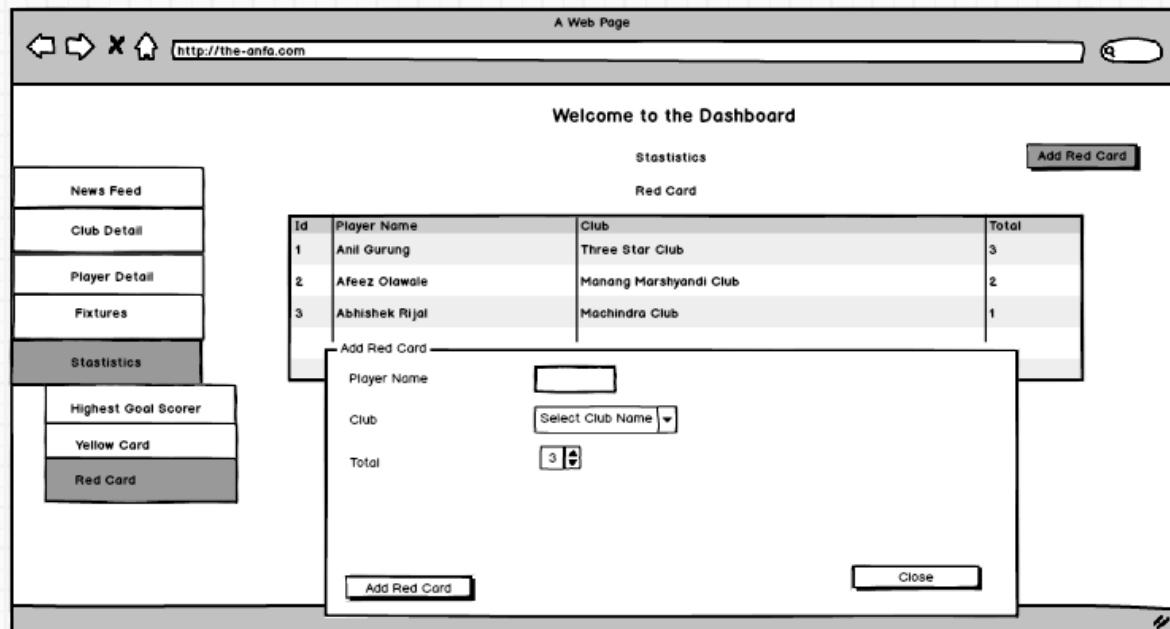 A Web Page
http://the-anfa.com
Welcome to the Dashboard
Stastistics
Add Red Card
Red Card
News Feed
Club Detail
Player Detail
Fixtures
Stastistics
Highest Goal Scorer
Yellow Card
Red Card
Id Player Name Club Total
1 Anil Gurung Three Star Club 3
2 Afeez Olawale Manang Marshyandi Club 2
3 Abhishek Rijal Machindra Club 1
Add Red Card
Player Name
Club Select Club Name
Total 3
Add Red Card Close